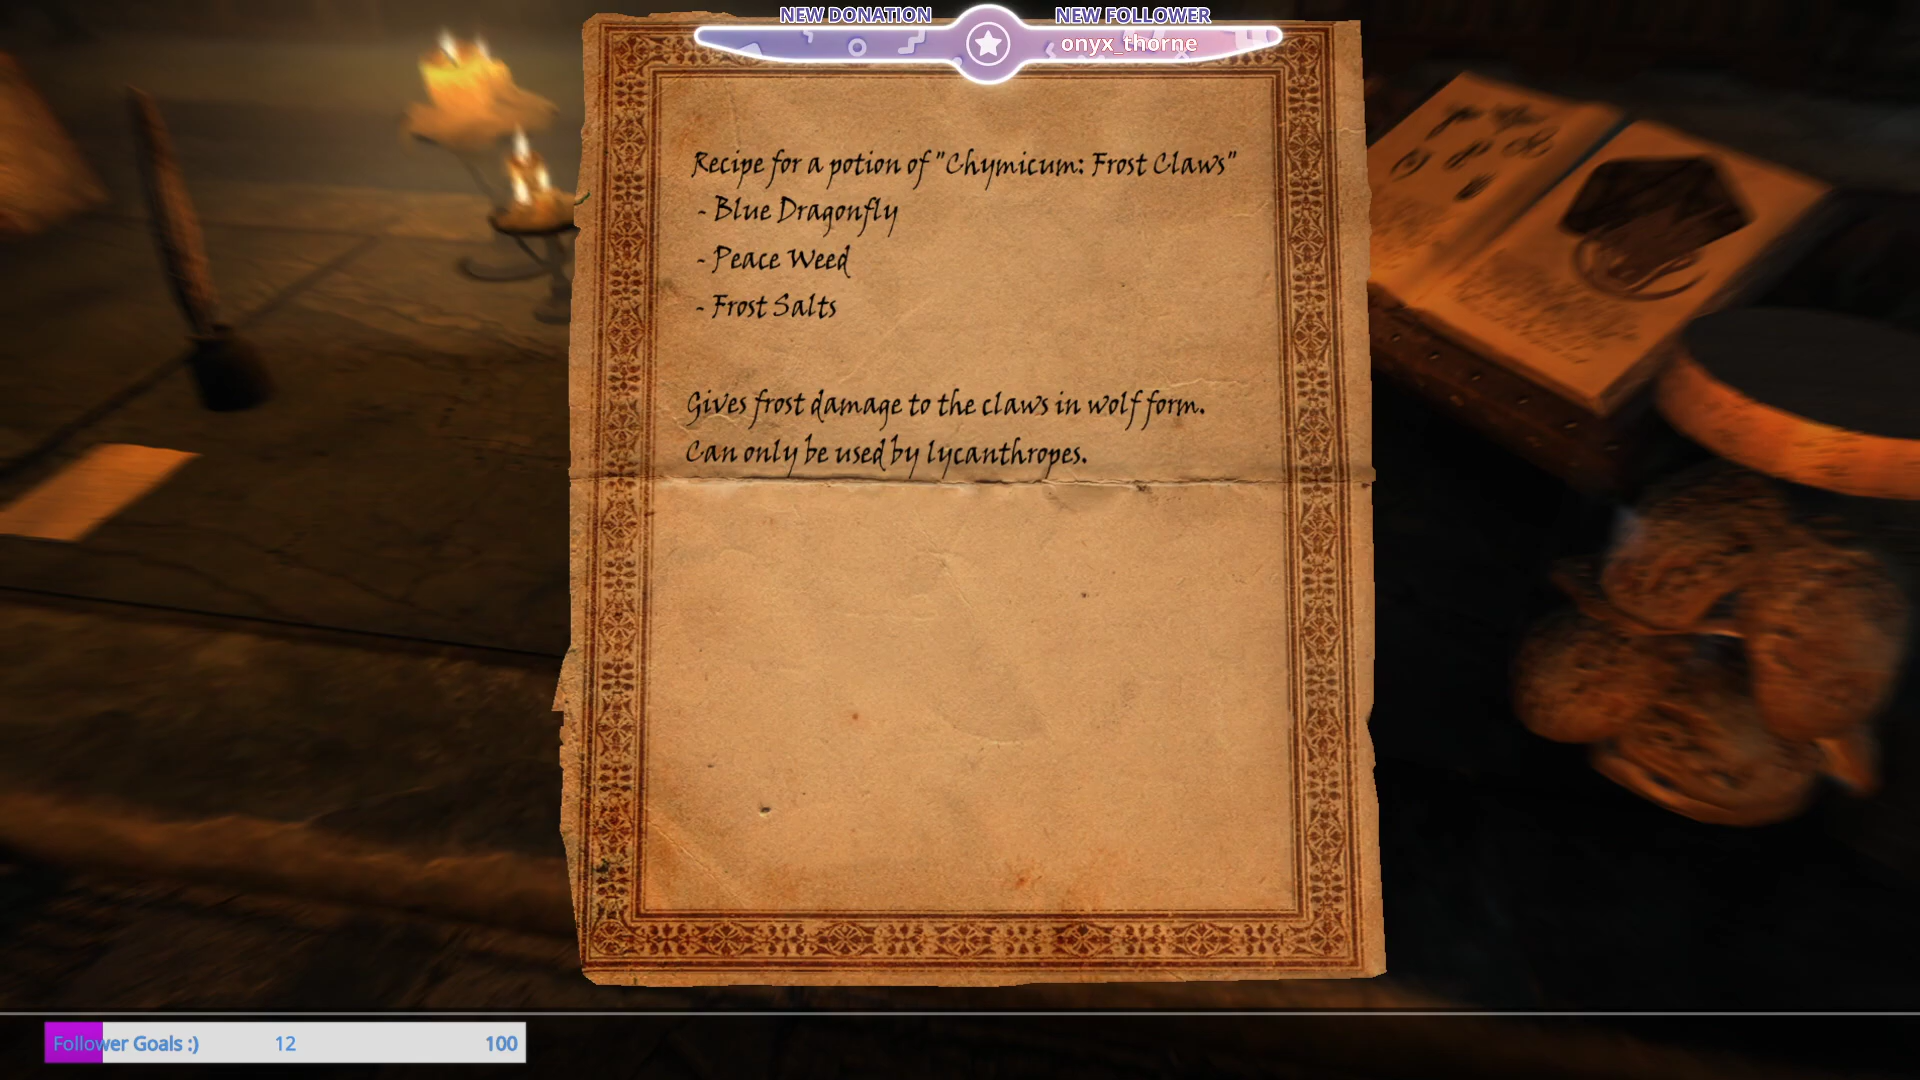 NEW DONATION NEW FOLLOWER
onyx_thorne
Recipe for a potion of "Chymicum: Frost Claws"
- Blue Dragonfly
- Peace Weed
- Frost Salts
Gives frost damage to the claws in wolf form.
Can only be used by lycanthropes.
Follower Goals :) 12 100